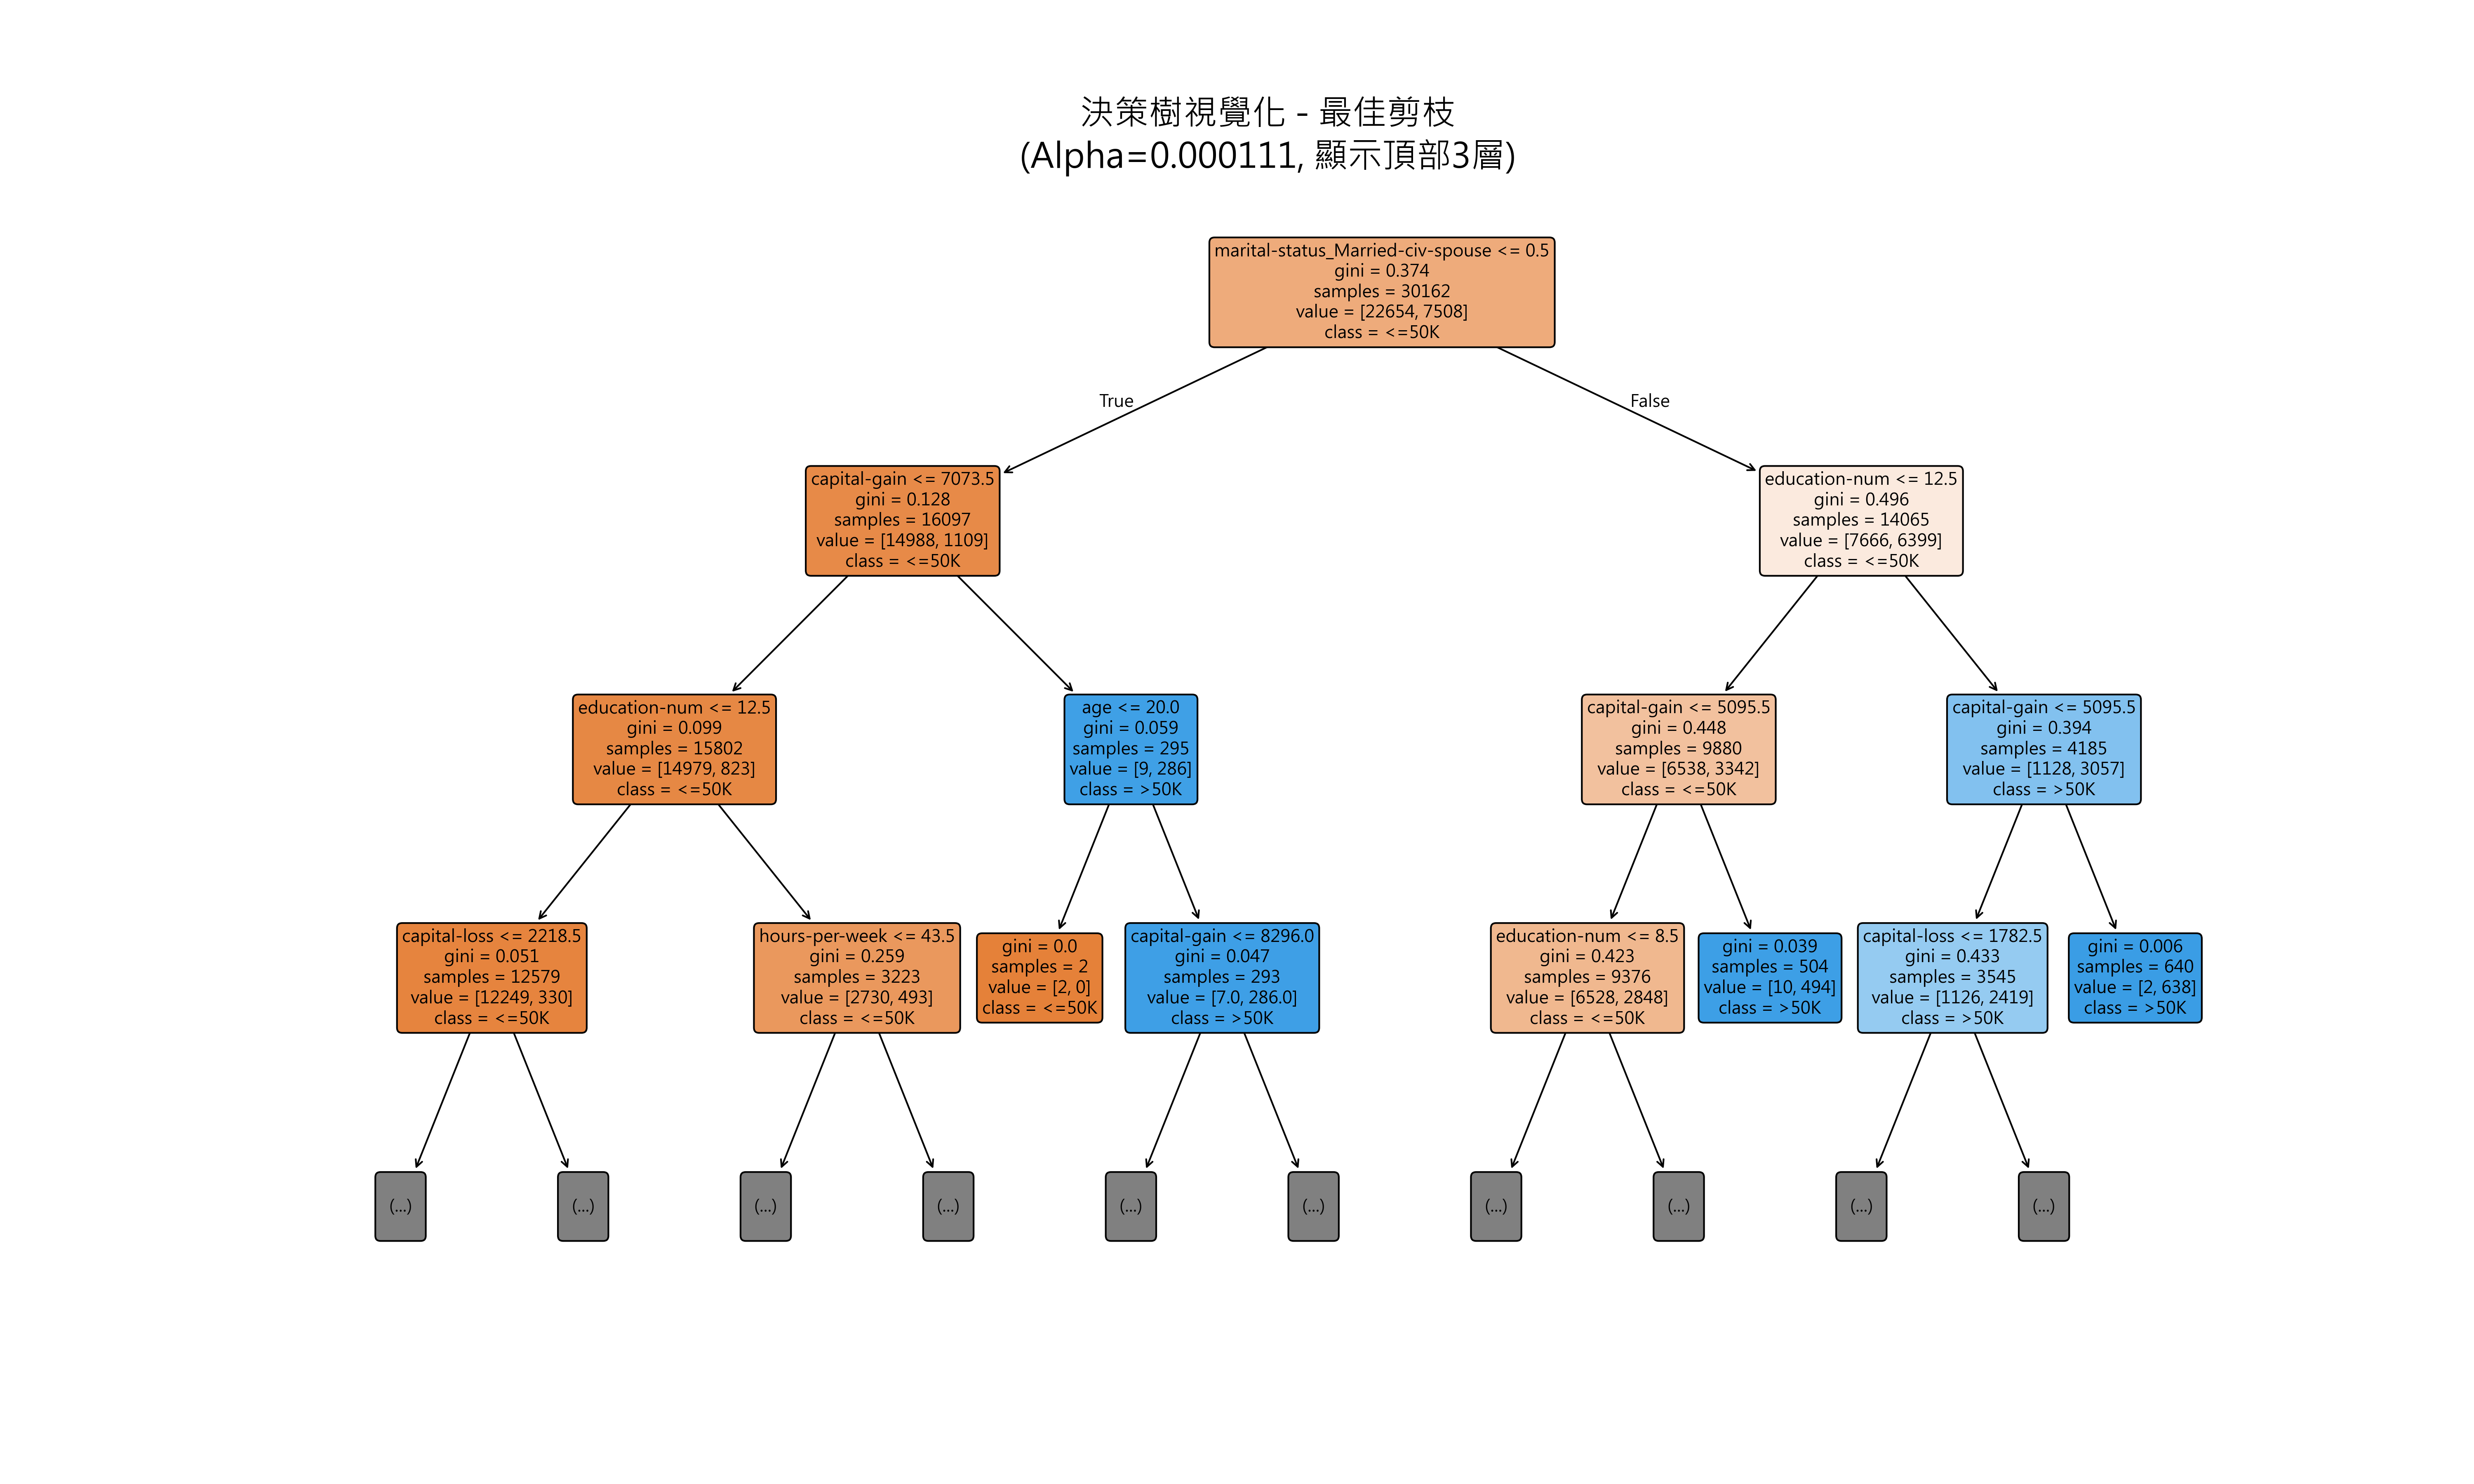 決策樹視覺化 - 最佳剪枝
(Alpha=0.000111, 顯示頂部3層)
marital-status_Married-civ-spouse <= 0.5
gini = 0.374
samples = 30162
value = [22654, 7508]
class = <=50K
True
False
capital-gain <= 7073.5
gini = 0.128
samples = 16097
value = [14988, 1109]
class = <=50K
education-num <= 12.5
gini = 0.496
samples = 14065
value = [7666, 6399]
class = <=50K
education-num <= 12.5
gini = 0.099
samples = 15802
value = [14979, 823]
class = <=50K
age <= 20.0
gini = 0.059
samples = 295
value = [9, 286]
class = >50K
capital-gain <= 5095.5
gini = 0.448
samples = 9880
value = [6538, 3342]
class = <=50K
capital-gain <= 5095.5
gini = 0.394
samples = 4185
value = [1128, 3057]
class = >50K
capital-loss <= 2218.5
gini = 0.051
samples = 12579
value = [12249, 330]
class = <=50K
hours-per-week <= 43.5
gini = 0.259
samples = 3223
value = [2730, 493]
class = <=50K
gini = 0.0
samples = 2
value = [2, 0]
class = <=50K
capital-gain <= 8296.0
gini = 0.047
samples = 293
value = [7.0, 286.0]
class = >50K
education-num <= 8.5
gini = 0.423
samples = 9376
value = [6528, 2848]
class = <=50K
gini = 0.039
samples = 504
value = [10, 494]
class = >50K
capital-loss <= 1782.5
gini = 0.433
samples = 3545
value = [1126, 2419]
class = >50K
gini = 0.006
samples = 640
value = [2, 638]
class = >50K
(...)
(...)
(...)
(...)
(...)
(...)
(...)
(...)
(...)
(...)